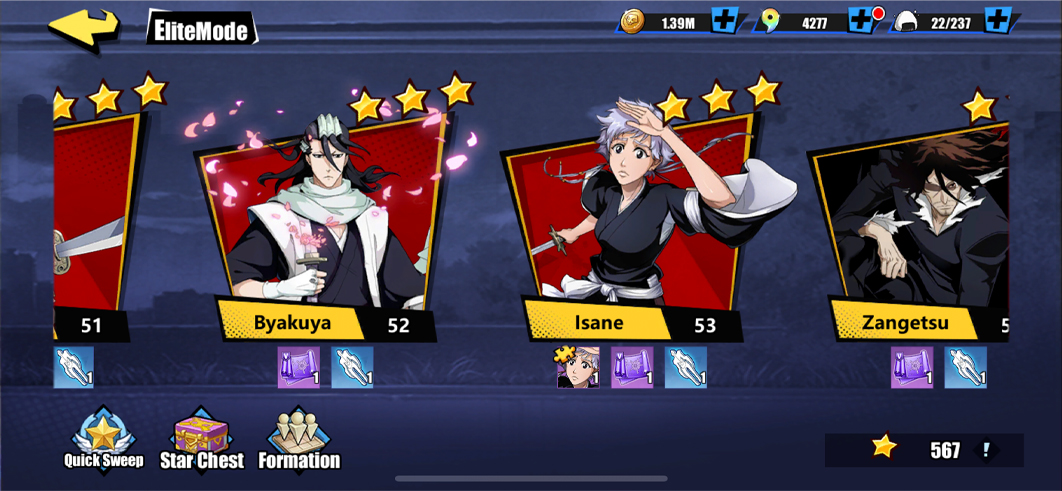 EliteMode
1.39M
4277
22/237
51
Byakuya
52
Isane
53
Zangetsu
1
1
1
1
1
1
1
Quick Sweep
Star Chest
Formation
567
!